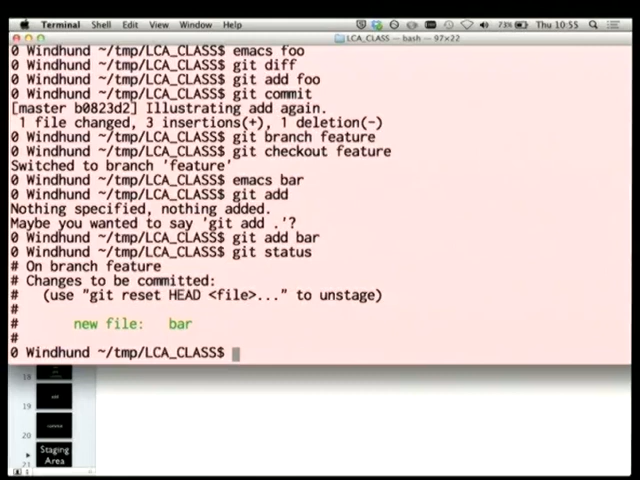 Terminal Shell Edit View Window Help 73% Thu 10:55
LCA_CLASS — bash — 97×22
0 Windhund ~/tmp/LCA_CLASS$ emacs foo
0 Windhund ~/tmp/LCA_CLASS$ git diff
0 Windhund ~/tmp/LCA_CLASS$ git add foo
0 Windhund ~/tmp/LCA_CLASS$ git commit
[master b0823d2] Illustrating add again.
1 file changed, 3 insertions(+), 1 deletion(-)
0 Windhund ~/tmp/LCA_CLASS$ git branch feature
0 Windhund ~/tmp/LCA_CLASS$ git checkout feature
Switched to branch 'feature'
0 Windhund ~/tmp/LCA_CLASS$ emacs bar
0 Windhund ~/tmp/LCA_CLASS$ git add
Nothing specified, nothing added.
Maybe you wanted to say 'git add .'?
0 Windhund ~/tmp/LCA_CLASS$ git add bar
0 Windhund ~/tmp/LCA_CLASS$ git status
# On branch feature
# Changes to be committed:
#   (use "git reset HEAD <file>..." to unstage)
#
#       new file:   bar
#
0 Windhund ~/tmp/LCA_CLASS$
18
19
20
Staging
Area
21